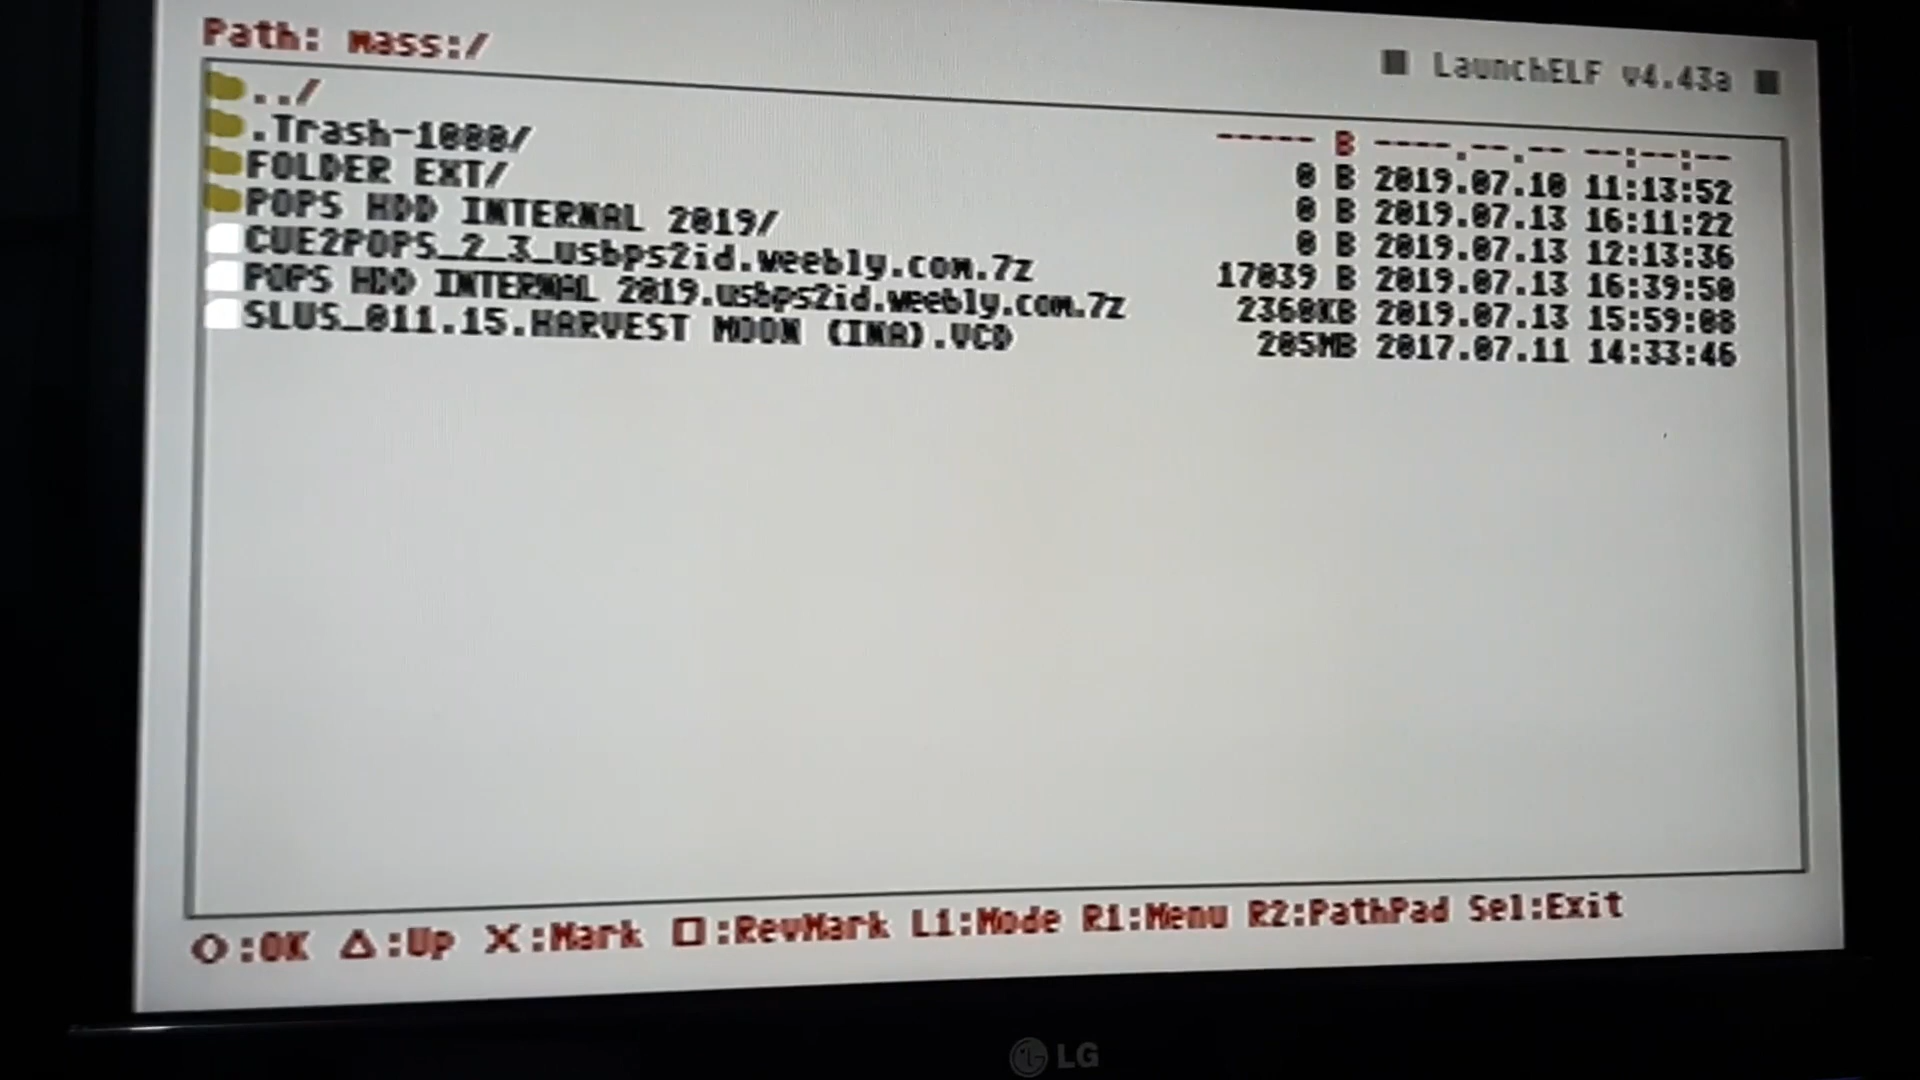 Path: mass:/
■ LaunchELF v4.43a ■
../ ----- B ----.--.-- --:--:--
.Trash-1000/ 0 B 2019.07.10 11:13:52
FOLDER EXT/ 0 B 2019.07.13 16:11:22
POPS HDD INTERNAL 2019/ 0 B 2019.07.13 12:13:36
CUE2POPS_2_3_usbps2id.weebly.com.7z 17039 B 2019.07.13 16:39:50
POPS HDD INTERNAL 2019.usbps2id.weebly.com.7z 2360KB 2019.07.13 15:59:08
SLUS_011.15.HARVEST MOON (INA).VCD 205MB 2017.07.11 14:33:46
O:OK △:Up X:Mark □:RevMark L1:Mode R1:Menu R2:PathPad Sel:Exit
LG